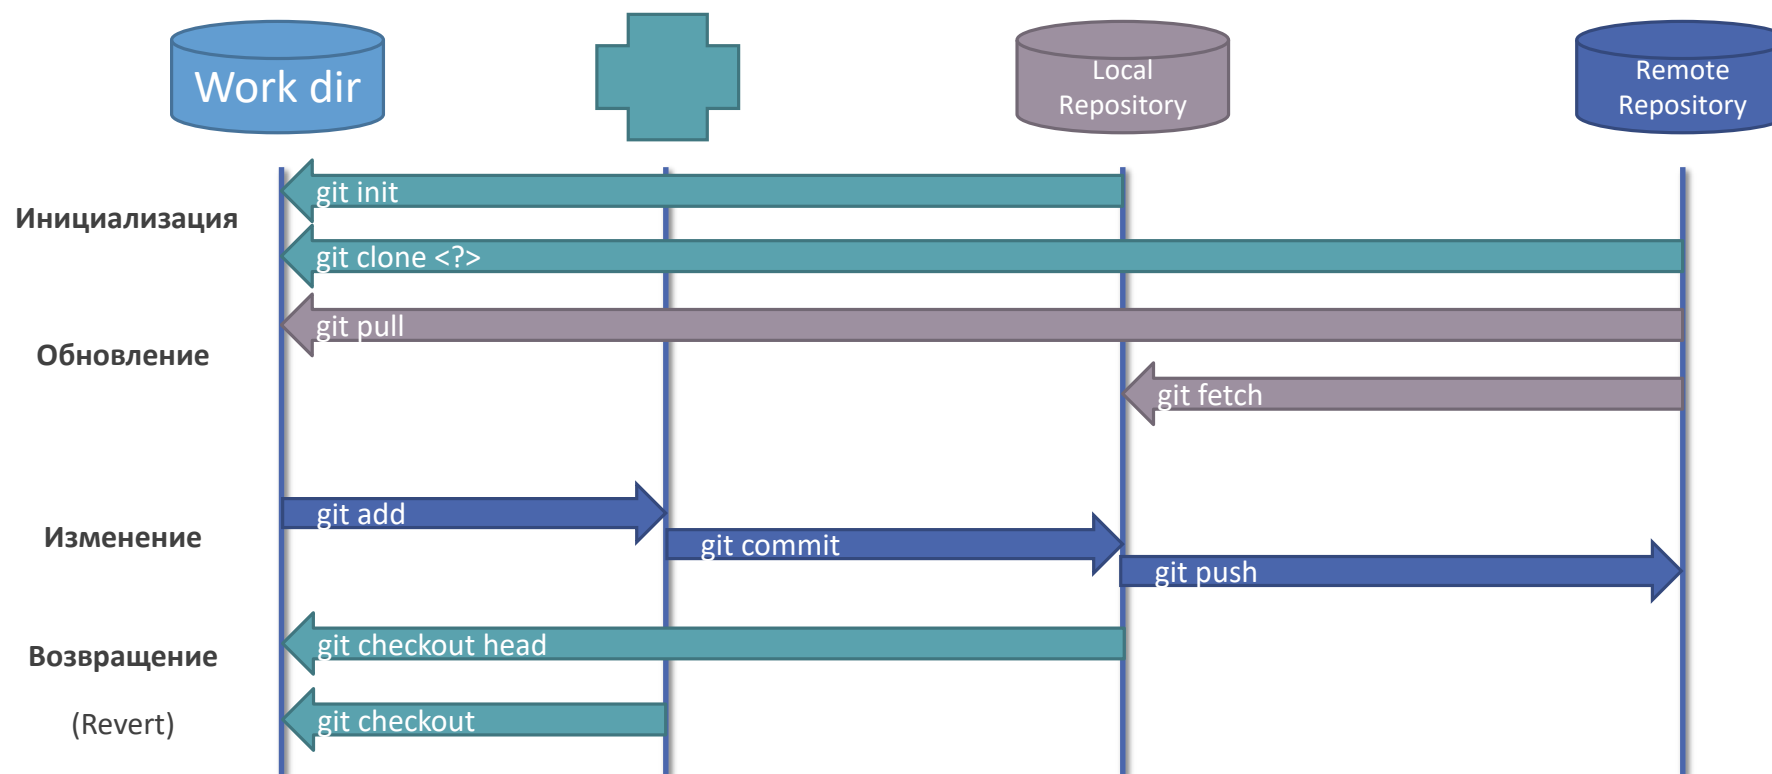 Work dir
Local
Repository
Remote
Repository
Инициализация
git init
git clone <?>
Обновление
git pull
git fetch
Изменение
git add
git commit
git push
Возвращение
(Revert)
git checkout head
git checkout